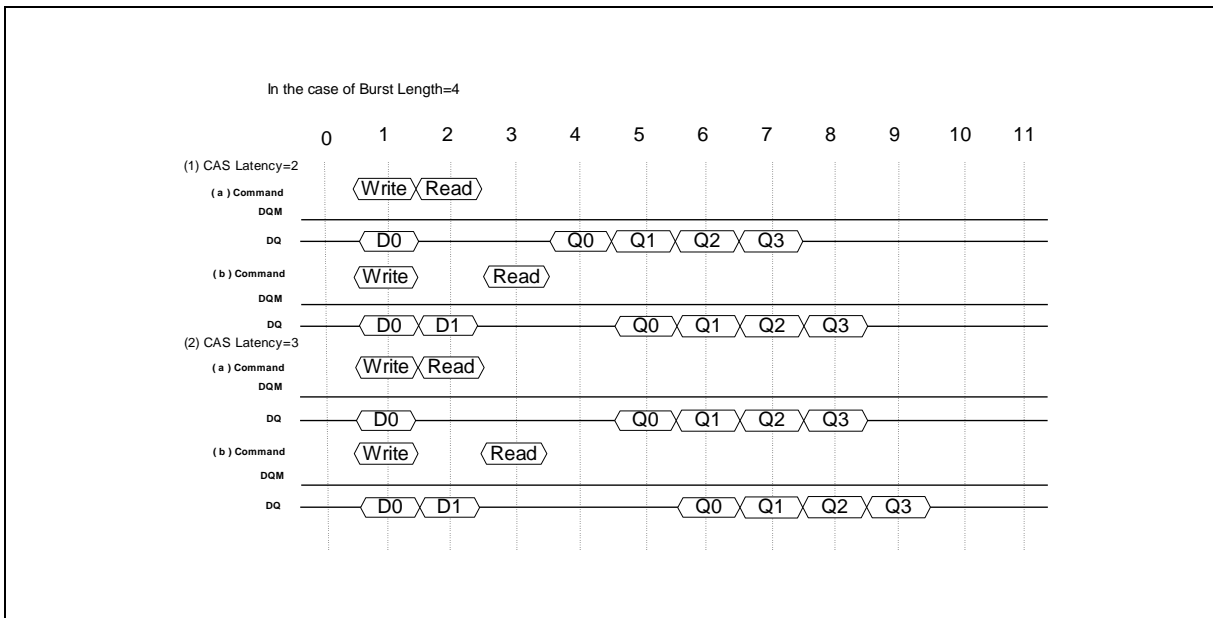 In the case of Burst Length=4
0 1 2 3 4 5 6 7 8 9 10 11
(1) CAS Latency=2
( a ) Command Write Read
DQM
DQ D0 Q0 Q1 Q2 Q3
( b ) Command Write Read
DQM
DQ D0 D1 Q0 Q1 Q2 Q3
(2) CAS Latency=3
( a ) Command Write Read
DQM
DQ D0 Q0 Q1 Q2 Q3
( b ) Command Write Read
DQM
DQ D0 D1 Q0 Q1 Q2 Q3